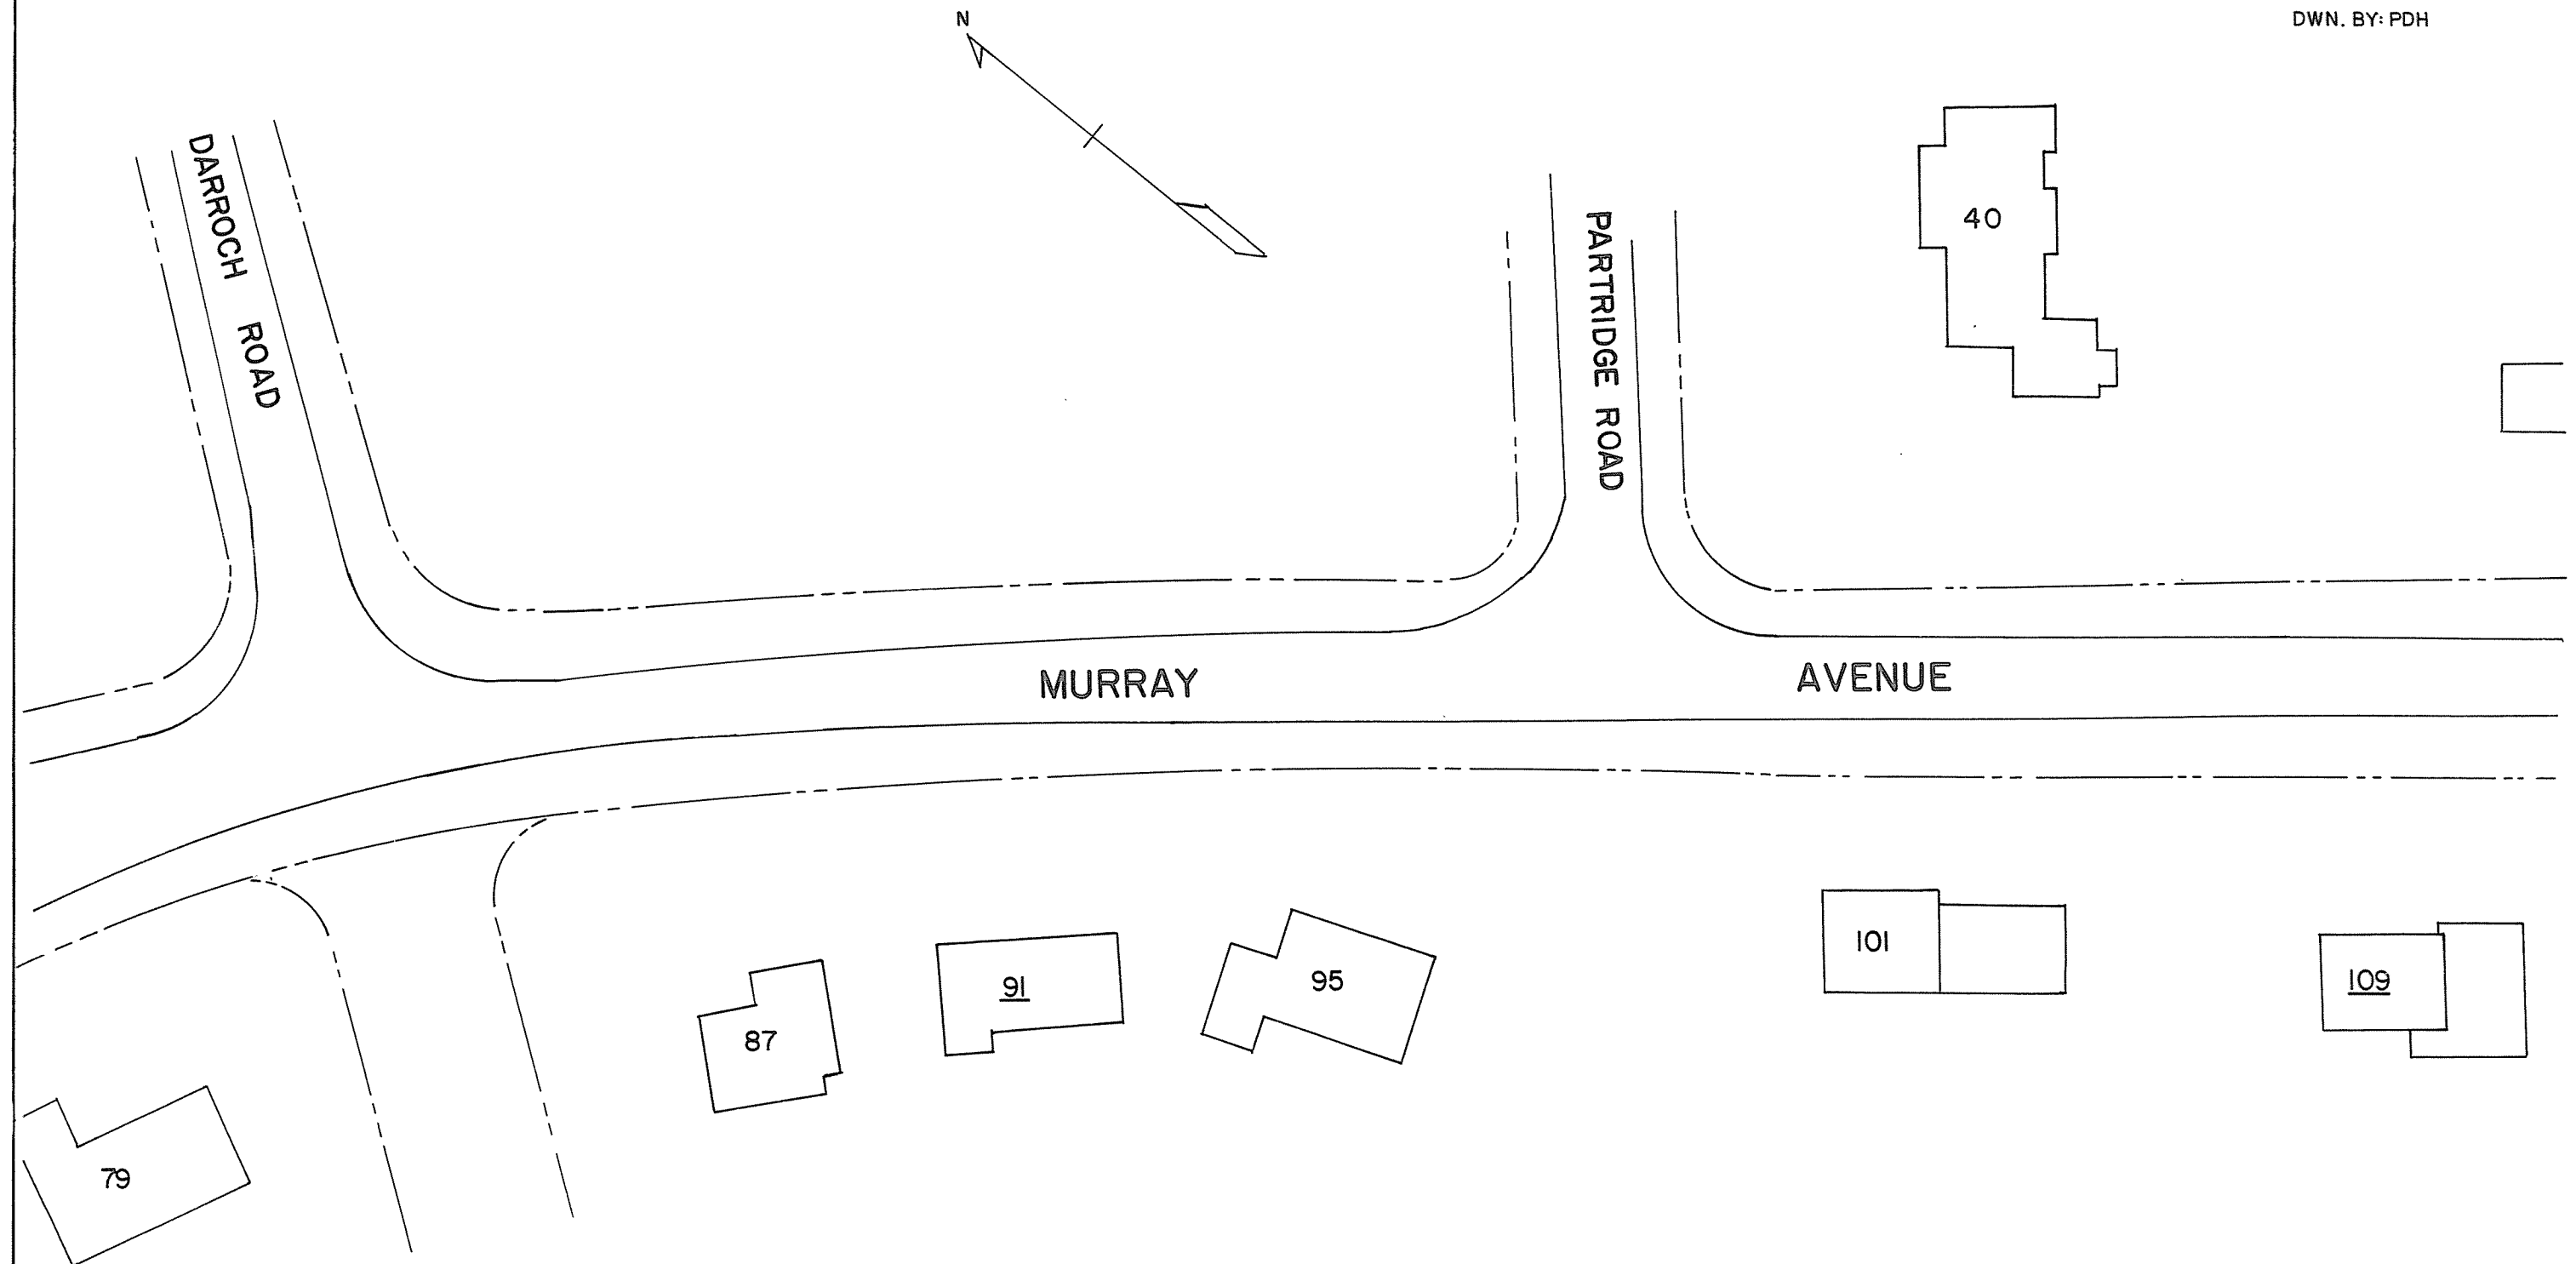 N
DWN. BY: PDH
DARROCH ROAD
PARTRIDGE ROAD
40
MURRAY AVENUE
101
109
91
95
87
79